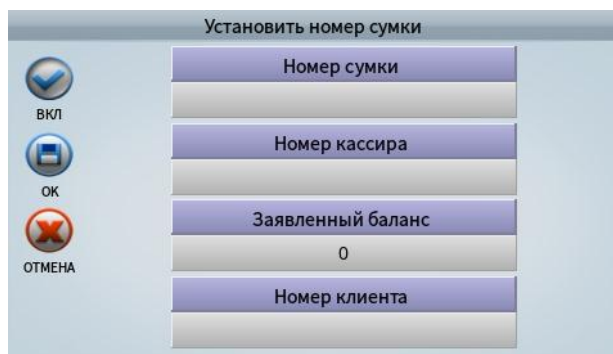 Установить номер сумки
Номер сумки
ВКЛ
Номер кассира
ОК
Заявленный баланс
0
ОТМЕНА
Номер клиента